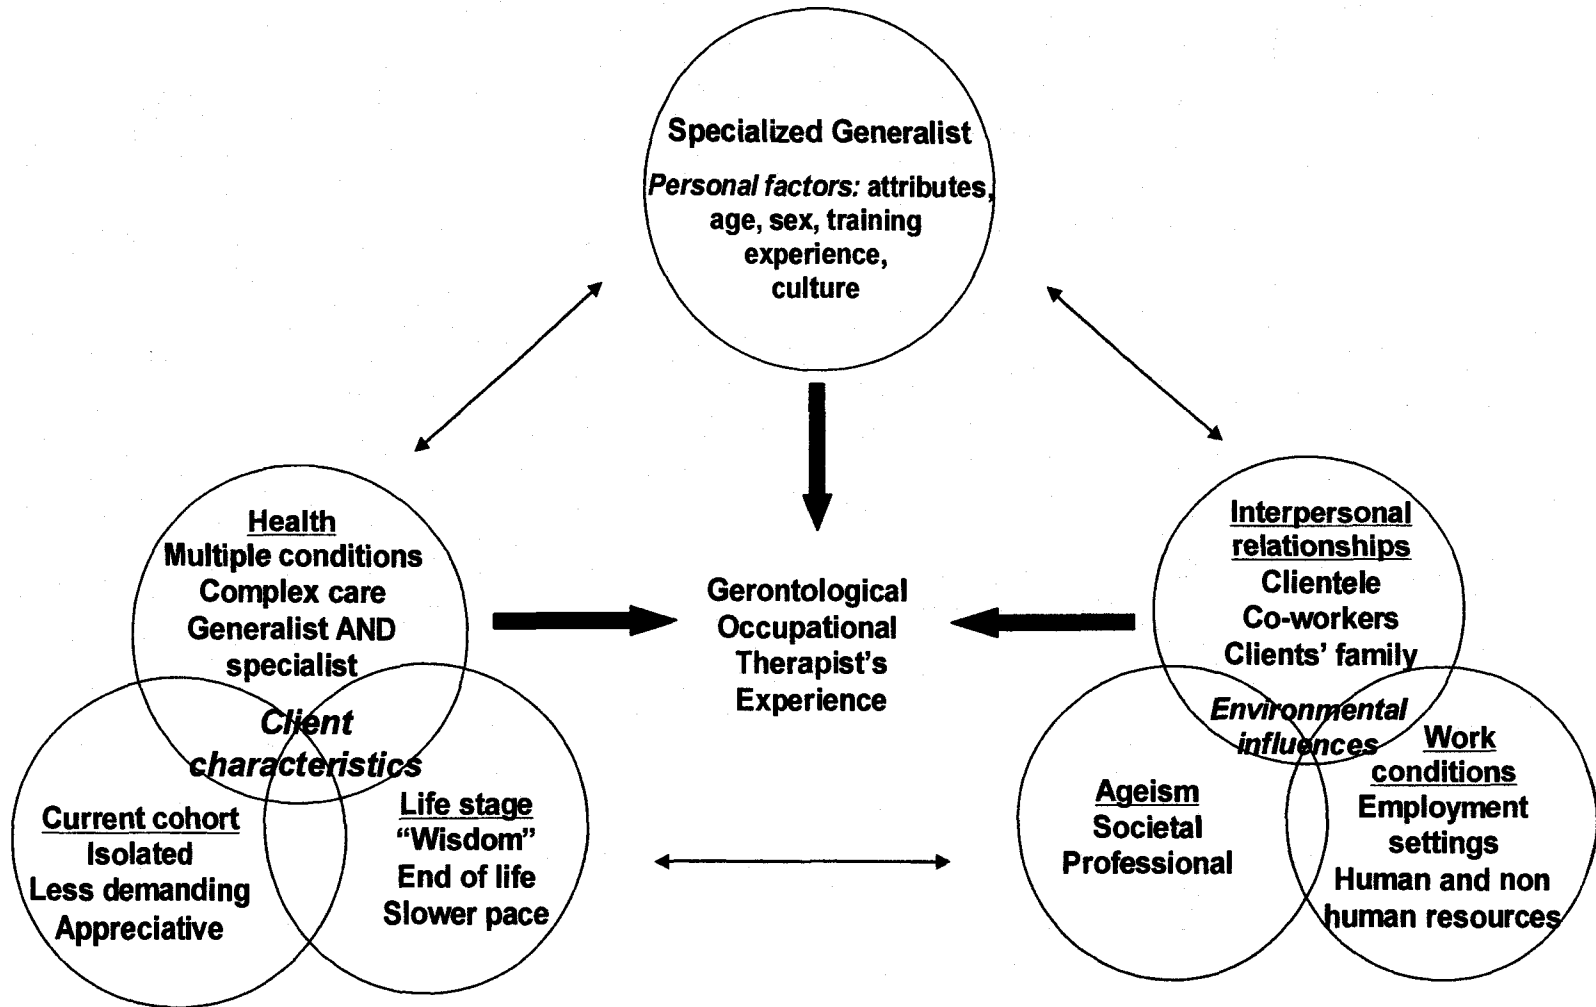 Specialized Generalist
Personal factors: attributes,
age, sex, training
experience,
culture
Health
Multiple conditions
Complex care
Generalist AND
specialist
Client
characteristics
Current cohort
Isolated
Less demanding
Appreciative
Life stage
“Wisdom”
End of life
Slower pace
Gerontological
Occupational
Therapist’s
Experience
Interpersonal
relationships
Clientele
Co-workers
Clients’ family
Environmental
influences
Ageism
Societal
Professional
Work
conditions
Employment
settings
Human and non
human resources